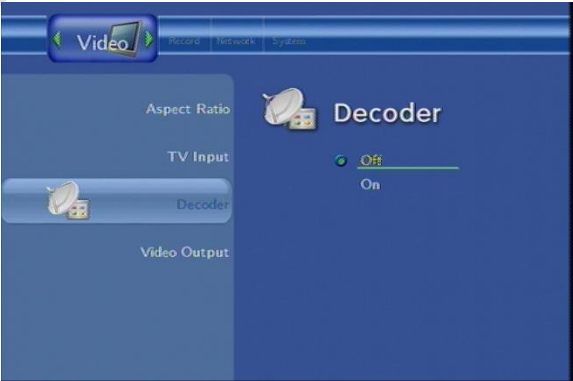 Video Record Network System
Aspect Ratio
TV Input
Decoder
Video Output
Decoder
Off
On